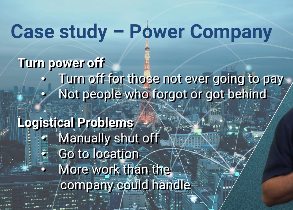 Case study – Power Company
Turn power off
• Turn off for those not ever going to pay
• Not people who forgot or got behind
Logistical Problems
• Manually shut off
• Go to location
• More work than the
company could handle